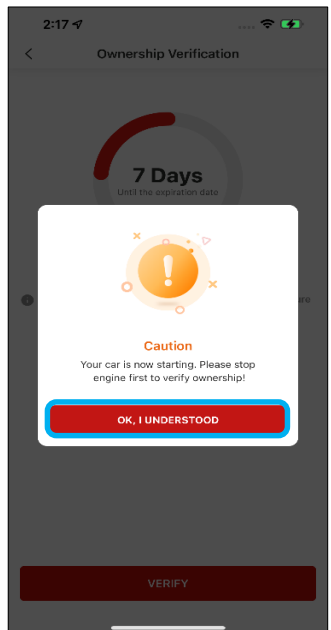 2:17
Ownership Verification
7 Days
Until the expiration date
Caution
Your car is now starting. Please stop
engine first to verify ownership!
OK, I UNDERSTOOD
VERIFY